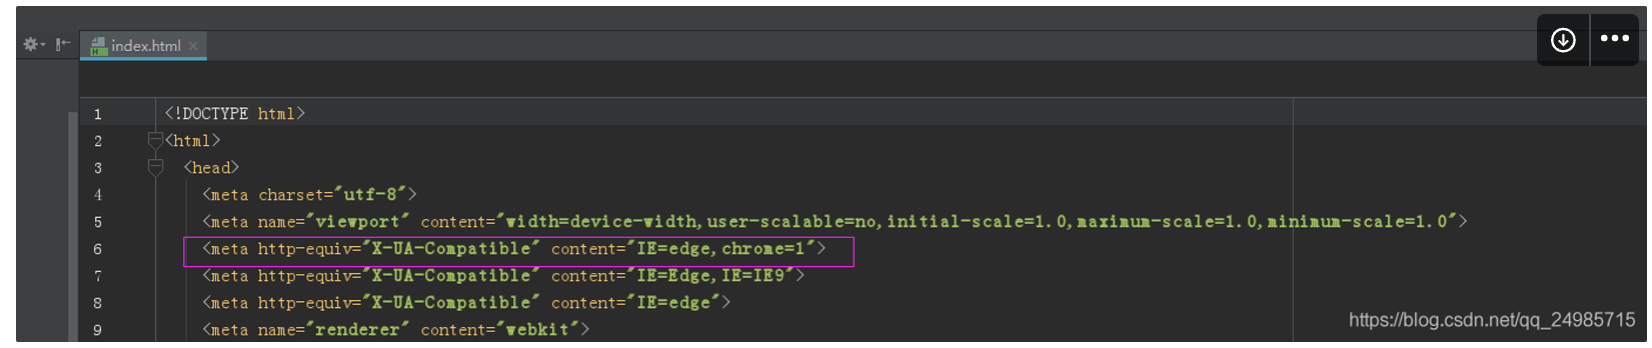 index.html
1 <!DOCTYPE html>
2 <html>
3 <head>
4 <meta charset="utf-8">
5 <meta name="viewport" content="width=device-width,user-scalable=no,initial-scale=1.0,maximum-scale=1.0,minimum-scale=1.0">
6 <meta http-equiv="X-UA-Compatible" content="IE=edge,chrome=1">
7 <meta http-equiv="X-UA-Compatible" content="IE=Edge,IE=IE9">
8 <meta http-equiv="X-UA-Compatible" content="IE=edge">
9 <meta name="renderer" content="webkit">
https://blog.csdn.net/qq_24985715